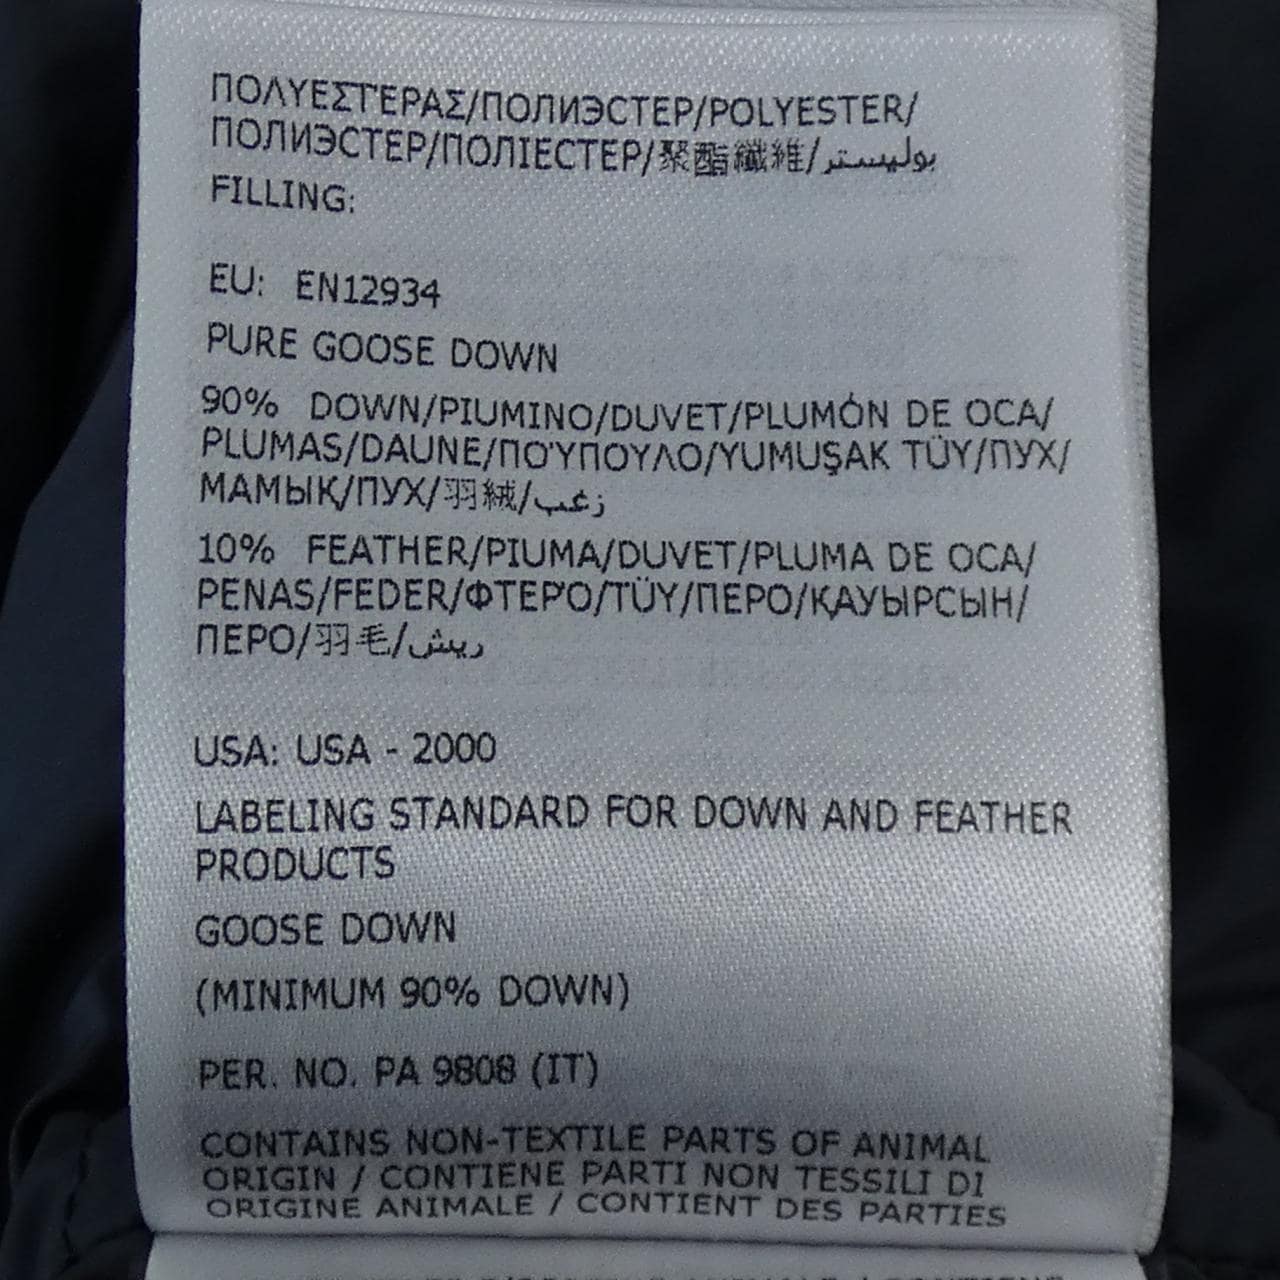 ΠΟΛΥΕΣΤΕΡΑΣ/ПОЛИЭСТЕР/POLYESTER/
ПОЛИЭСТЕР/ПОЛІЕСТЕР/聚酯纖維/بوليستر
FILLING:
EU: EN12934
PURE GOOSE DOWN
90% DOWN/PIUMINO/DUVET/PLUMÓN DE OCA/
PLUMAS/DAUNE/ΠΟΎΠΟΥΛΟ/YUMUŞAK TÜY/ПУХ/
МАМЫҚ/ПУХ/羽絨/زغب
10% FEATHER/PIUMA/DUVET/PLUMA DE OCA/
PENAS/FEDER/ΦΤΕΡΌ/TÜY/ПЕРО/ҚАУЫРСЫН/
ПЕРО/羽毛/ريش
USA: USA - 2000
LABELING STANDARD FOR DOWN AND FEATHER
PRODUCTS
GOOSE DOWN
(MINIMUM 90% DOWN)
PER. NO. PA 9808 (IT)
CONTAINS NON-TEXTILE PARTS OF ANIMAL
ORIGIN / CONTIENE PARTI NON TESSILI DI
ORIGINE ANIMALE / CONTIENT DES PARTIES